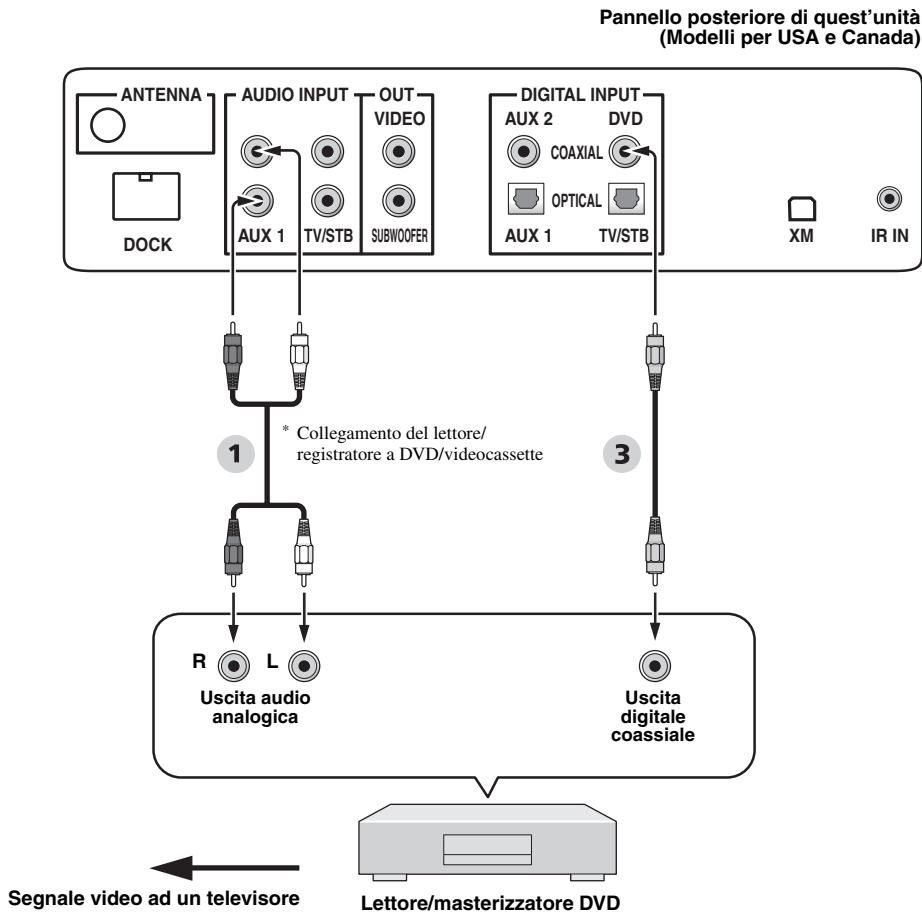 Pannello posteriore di quest'unità
(Modelli per USA e Canada)
ANTENNA
AUDIO INPUT
OUT
DIGITAL INPUT
VIDEO
AUX 2
DVD
COAXIAL
OPTICAL
DOCK
AUX 1
TV/STB
SUBWOOFER
AUX 1
TV/STB
XM
IR IN
1
* Collegamento del lettore/
registratore a DVD/videocassette
3
R
L
Uscita audio
analogica
Uscita
digitale
coassiale
Segnale video ad un televisore
Lettore/masterizzatore DVD